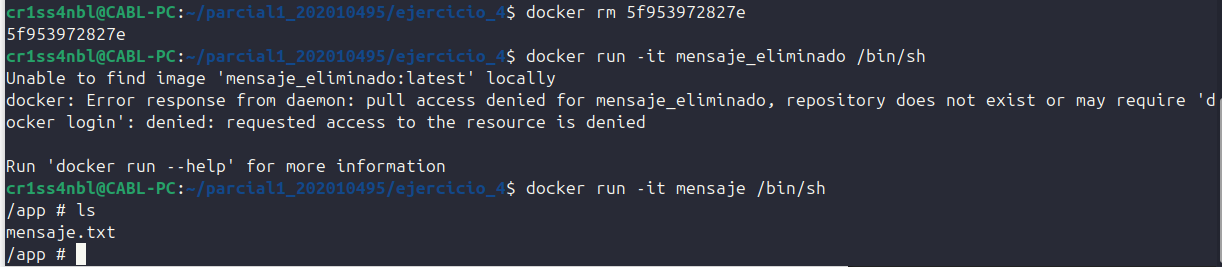 cr1ss4nbl@CABL-PC:~/parcial1_202010495/ejercicio_4$ docker rm 5f953972827e
5f953972827e
cr1ss4nbl@CABL-PC:~/parcial1_202010495/ejercicio_4$ docker run -it mensaje_eliminado /bin/sh
Unable to find image 'mensaje_eliminado:latest' locally
docker: Error response from daemon: pull access denied for mensaje_eliminado, repository does not exist or may require 'd
ocker login': denied: requested access to the resource is denied
Run 'docker run --help' for more information
cr1ss4nbl@CABL-PC:~/parcial1_202010495/ejercicio_4$ docker run -it mensaje /bin/sh
/app # ls
mensaje.txt
/app #